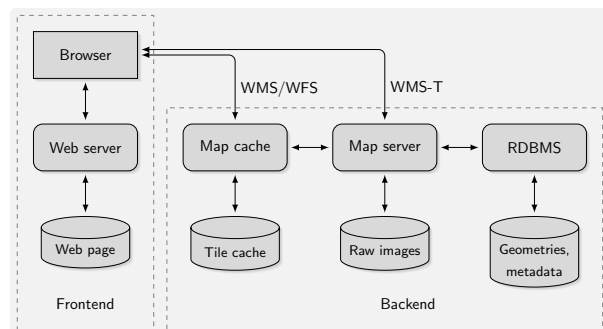 Browser
WMS/WFS
WMS-T
Web server
Map cache
Map server
RDBMS
Web page
Tile cache
Raw images
Geometries,
metadata
Frontend
Backend